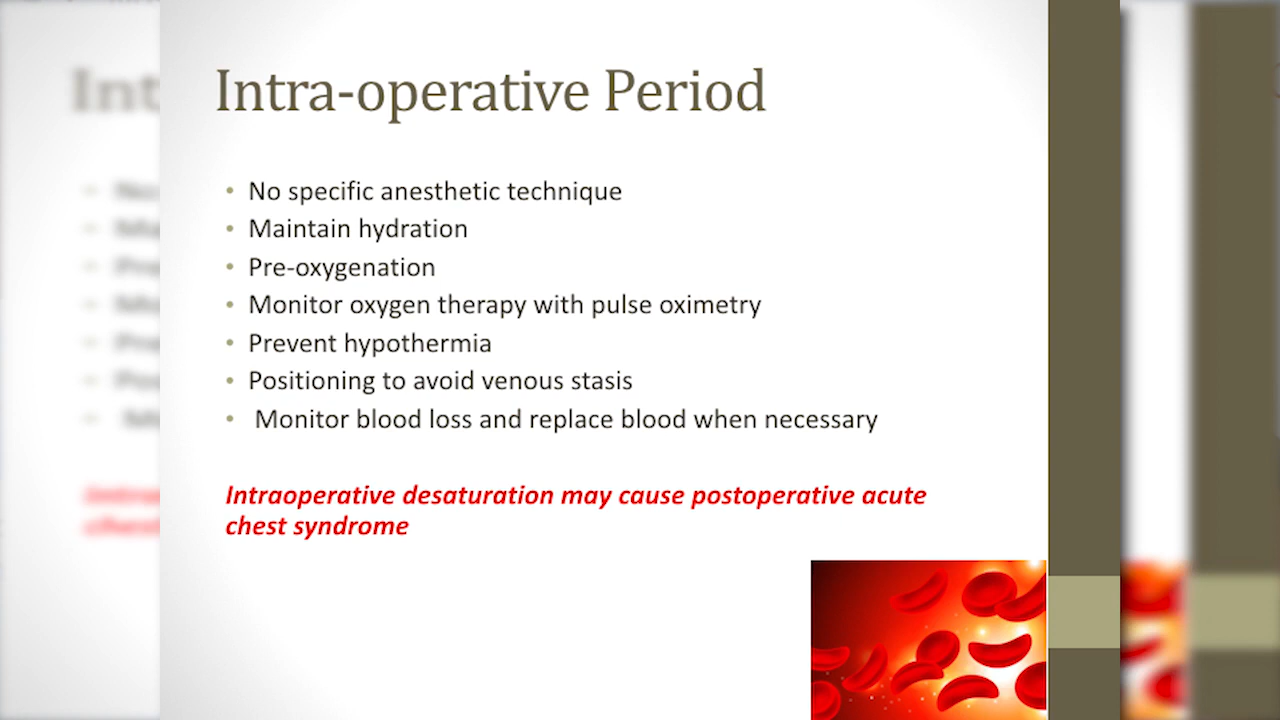 Intra-operative Period
• No specific anesthetic technique
• Maintain hydration
• Pre-oxygenation
• Monitor oxygen therapy with pulse oximetry
• Prevent hypothermia
• Positioning to avoid venous stasis
• Monitor blood loss and replace blood when necessary
Intraoperative desaturation may cause postoperative acute
chest syndrome